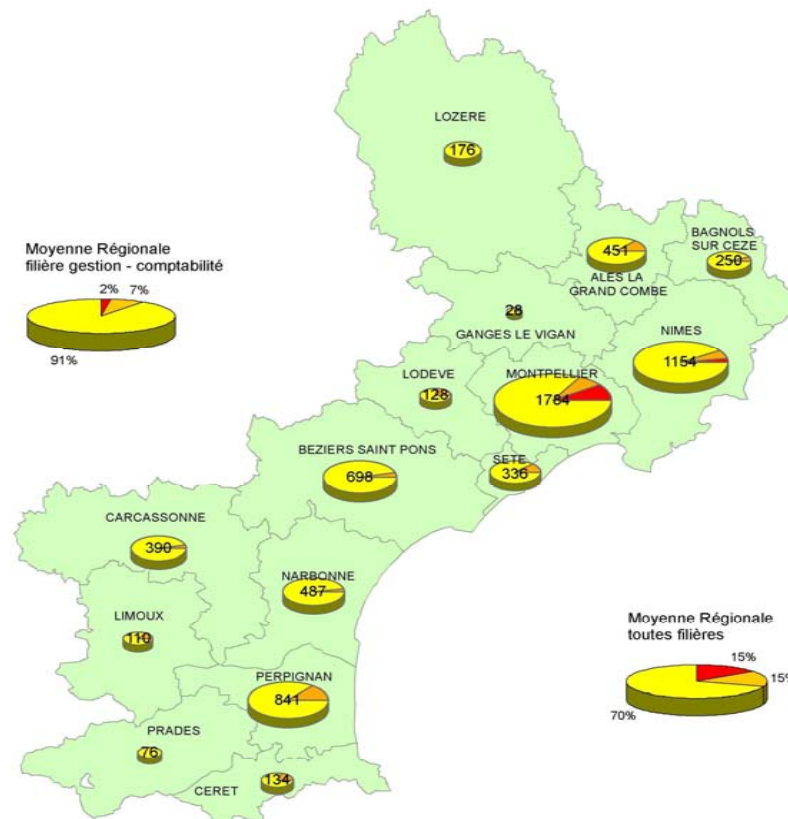 LOZERE
176
Moyenne Régionale
filière gestion - comptabilité
2%
7%
91%
451
ALES LA
GRAND COMBE
BAGNOLS
SUR CEZE
250
28
GANGES LE VIGAN
NIMES
1154
LODEVE
128
MONTPELLIER
1784
BEZIERS SAINT PONS
698
SETE
336
CARCASSONNE
390
NARBONNE
487
LIMOUX
110
Moyenne Régionale
toutes filières
15%
15%
70%
PERPIGNAN
841
PRADES
76
CERET
134